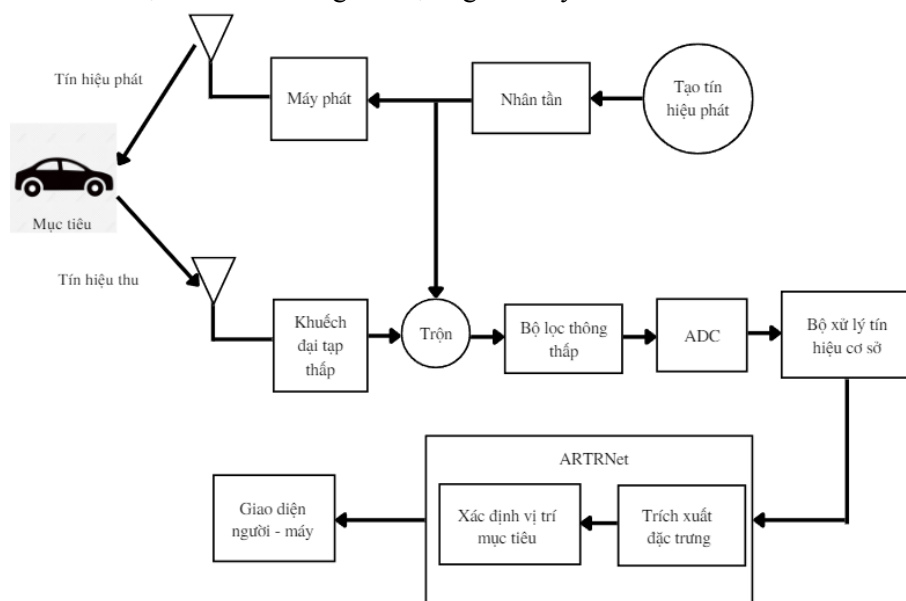 Tín hiệu phát
Máy phát
Nhân tần
Tạo tín
hiệu phát
Mục tiêu
Tín hiệu thu
Khuếch
đại tạp
thấp
Trộn
Bộ lọc thông
thấp
ADC
Bộ xử lý tín
hiệu cơ sở
ARTRNet
Giao diện
người - máy
Xác định vị trí
mục tiêu
Trích xuất
đặc trưng